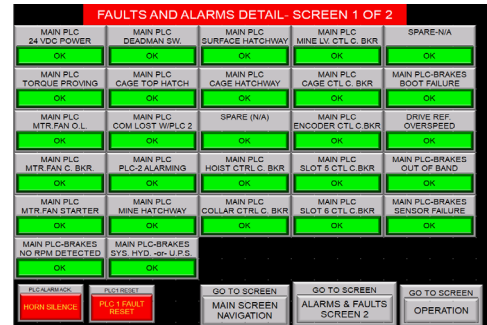 FAULTS AND ALARMS DETAIL- SCREEN 1 OF 2
MAIN PLC
24 VDC POWER
OK
MAIN PLC
DEADMAN SW.
OK
MAIN PLC
SURFACE HATCHWAY
OK
MAIN PLC
MINE LV. CTL C. BKR
OK
SPARE-N/A
OK
MAIN PLC
TORQUE PROVING
OK
MAIN PLC
CAGE TOP HATCH
OK
MAIN PLC
CAGE HATCHWAY
OK
MAIN PLC
CAGE CTL C. BKR
OK
MAIN PLC-BRAKES
BOOT FAILURE
OK
MAIN PLC
MTR.FAN O.L.
OK
MAIN PLC
COM LOST W/PLC 2
OK
SPARE (N/A)
OK
MAIN PLC
ENCODER CTL C.BKR
OK
DRIVE REF.
OVERSPEED
OK
MAIN PLC
MTR.FAN C. BKR.
OK
MAIN PLC
PLC-2 ALARMING
OK
MAIN PLC
HOIST CTRL C. BKR
OK
MAIN PLC
SLOT 5 CTL C. BKR
OK
MAIN PLC-BRAKES
OUT OF BAND
OK
MAIN PLC
MTR.FAN STARTER
OK
MAIN PLC
MINE HATCHWAY
OK
MAIN PLC
COLLAR CTRL C. BKR
OK
MAIN PLC
SLOT 6 CTL C. BKR
OK
MAIN PLC-BRAKES
SENSOR FAILURE
OK
MAIN PLC-BRAKES
NO RPM DETECTED
OK
MAIN PLC-BRAKES
SYS. HYD. -or- U.P.S.
OK
PLC ALARM ACK.
HORN SILENCE
PLC1 RESET
PLC 1 FAULT
RESET
GO TO SCREEN
MAIN SCREEN
NAVIGATION
GO TO SCREEN
ALARMS & FAULTS
SCREEN 2
GO TO SCREEN
OPERATION